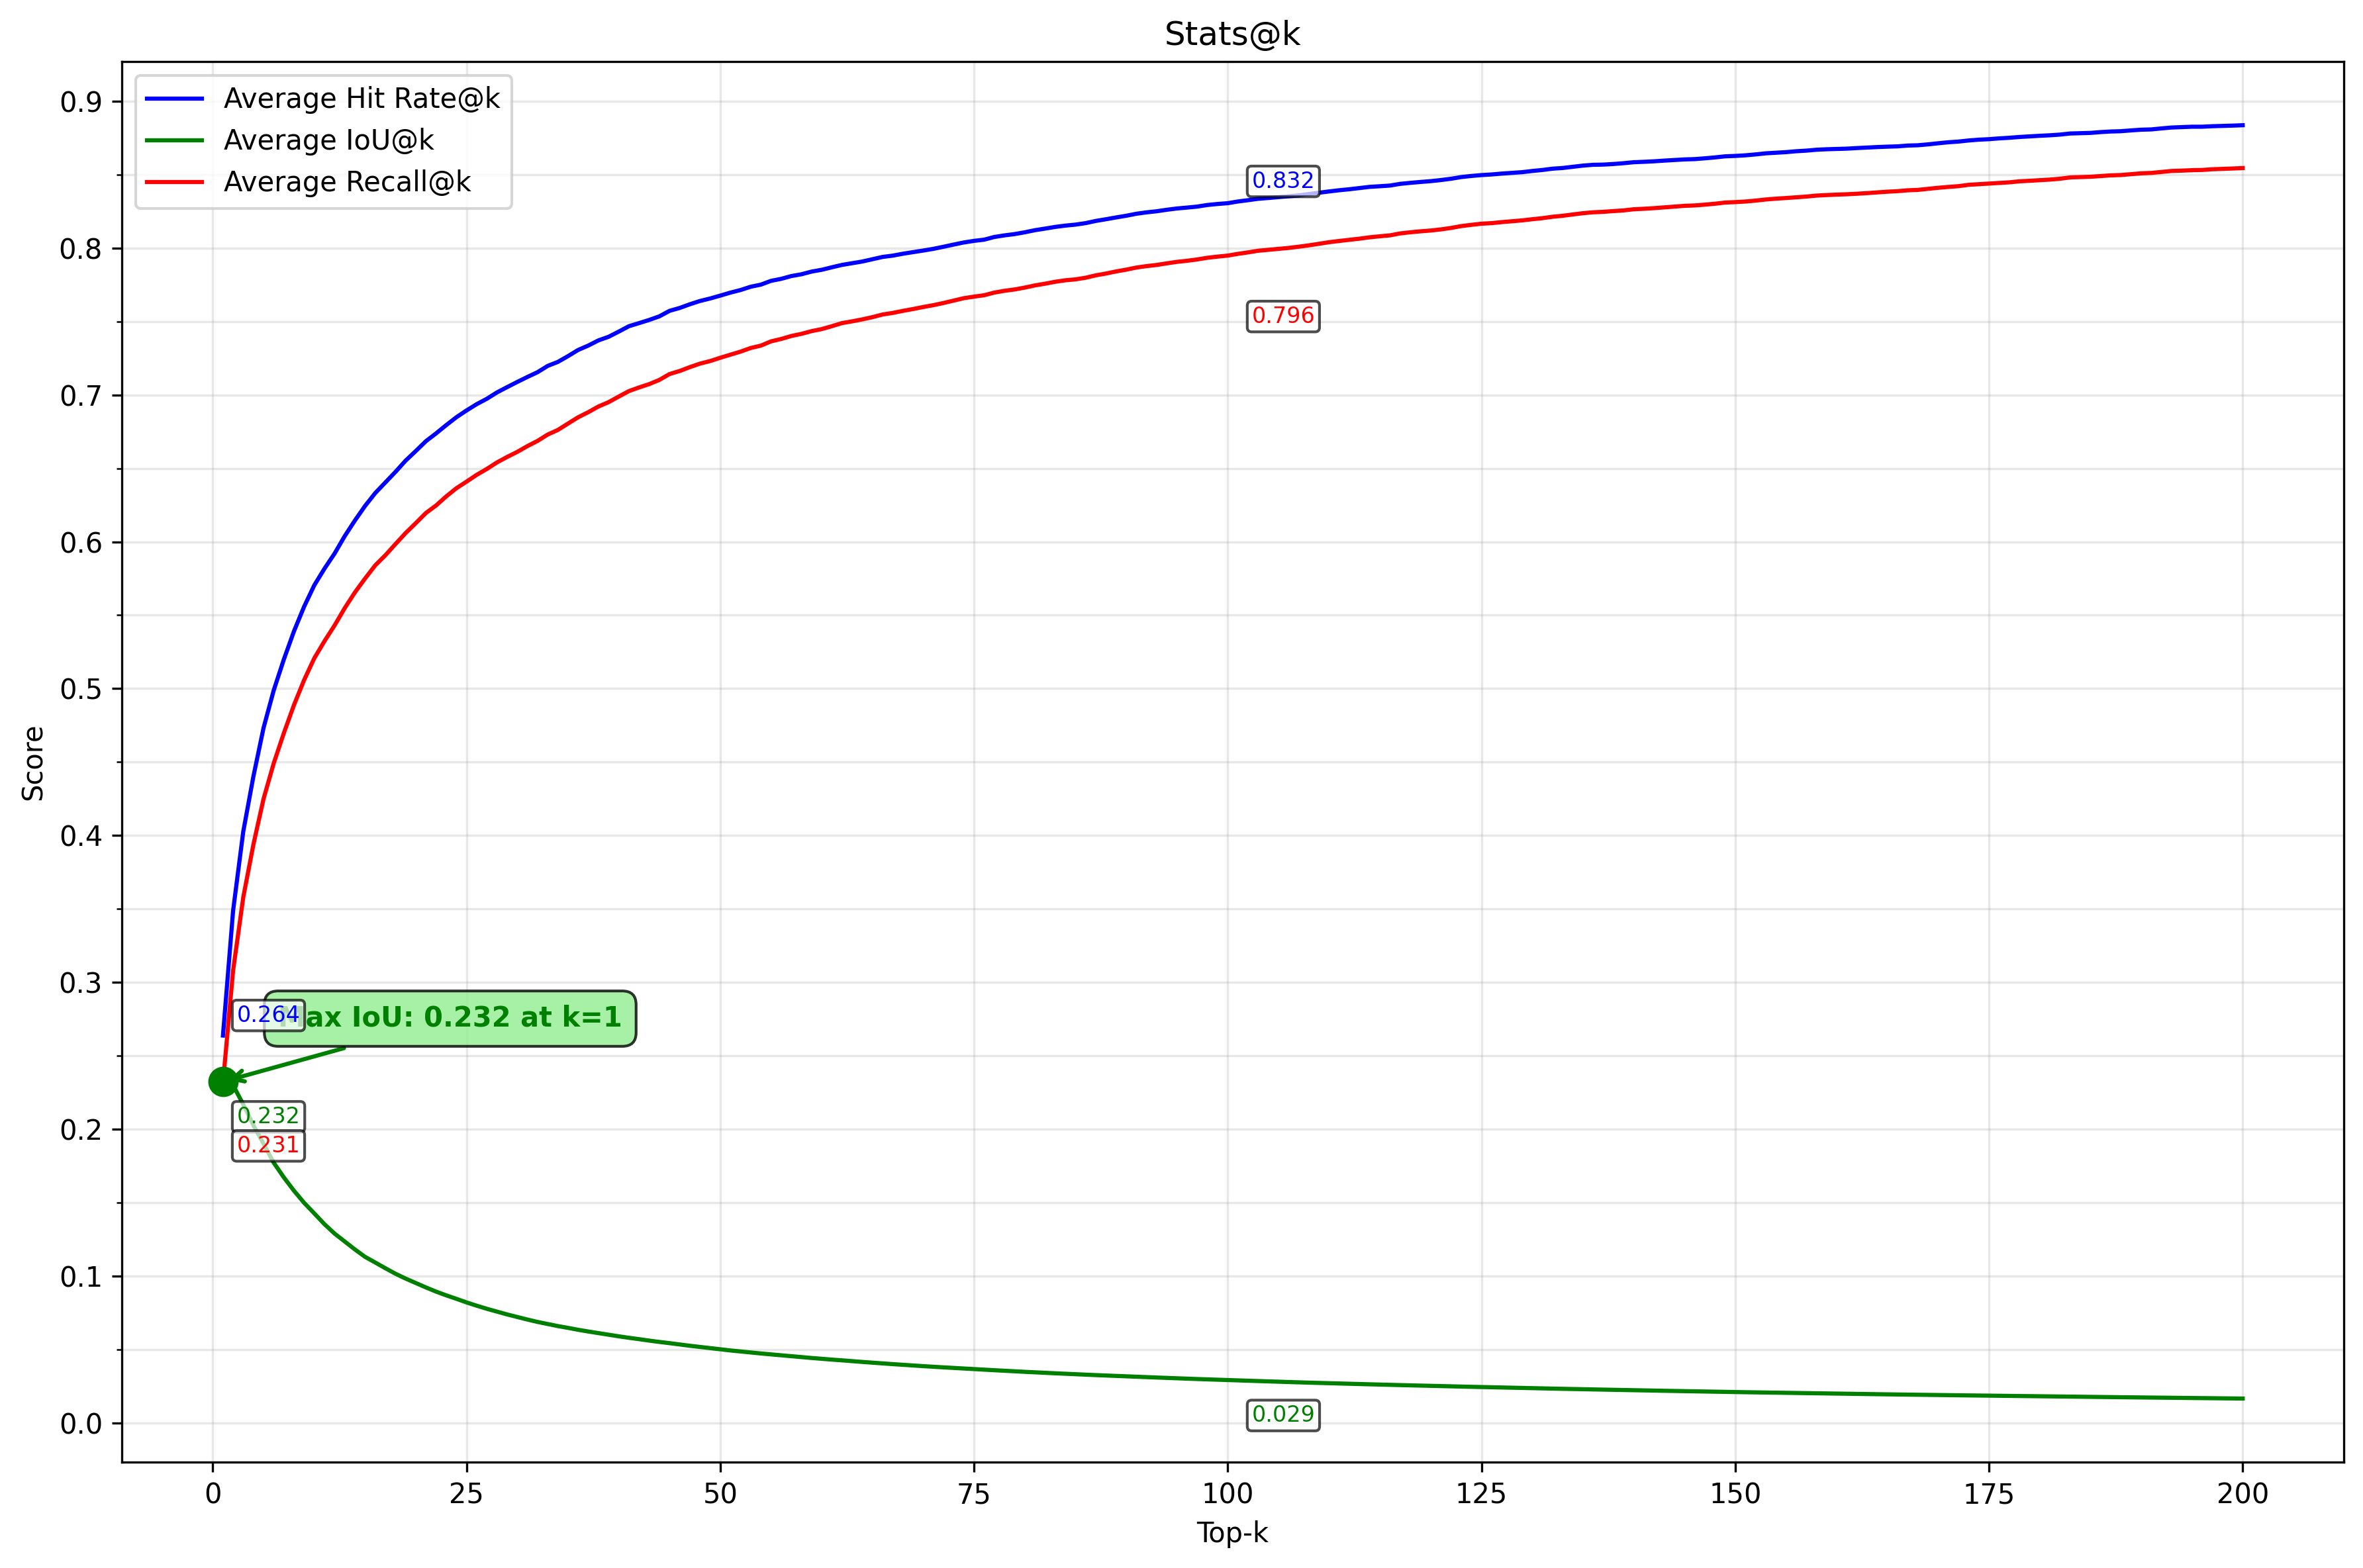 Stats@k
Average Hit Rate@k
Average IoU@k
Average Recall@k
0.9
0.8
0.7
0.6
0.5
0.4
0.3
0.2
0.1
0.0
Score
0.832
0.796
0.264
Max IoU: 0.232 at k=1
0.232
0.231
0.029
0 25 50 75 100 125 150 175 200
Top-k